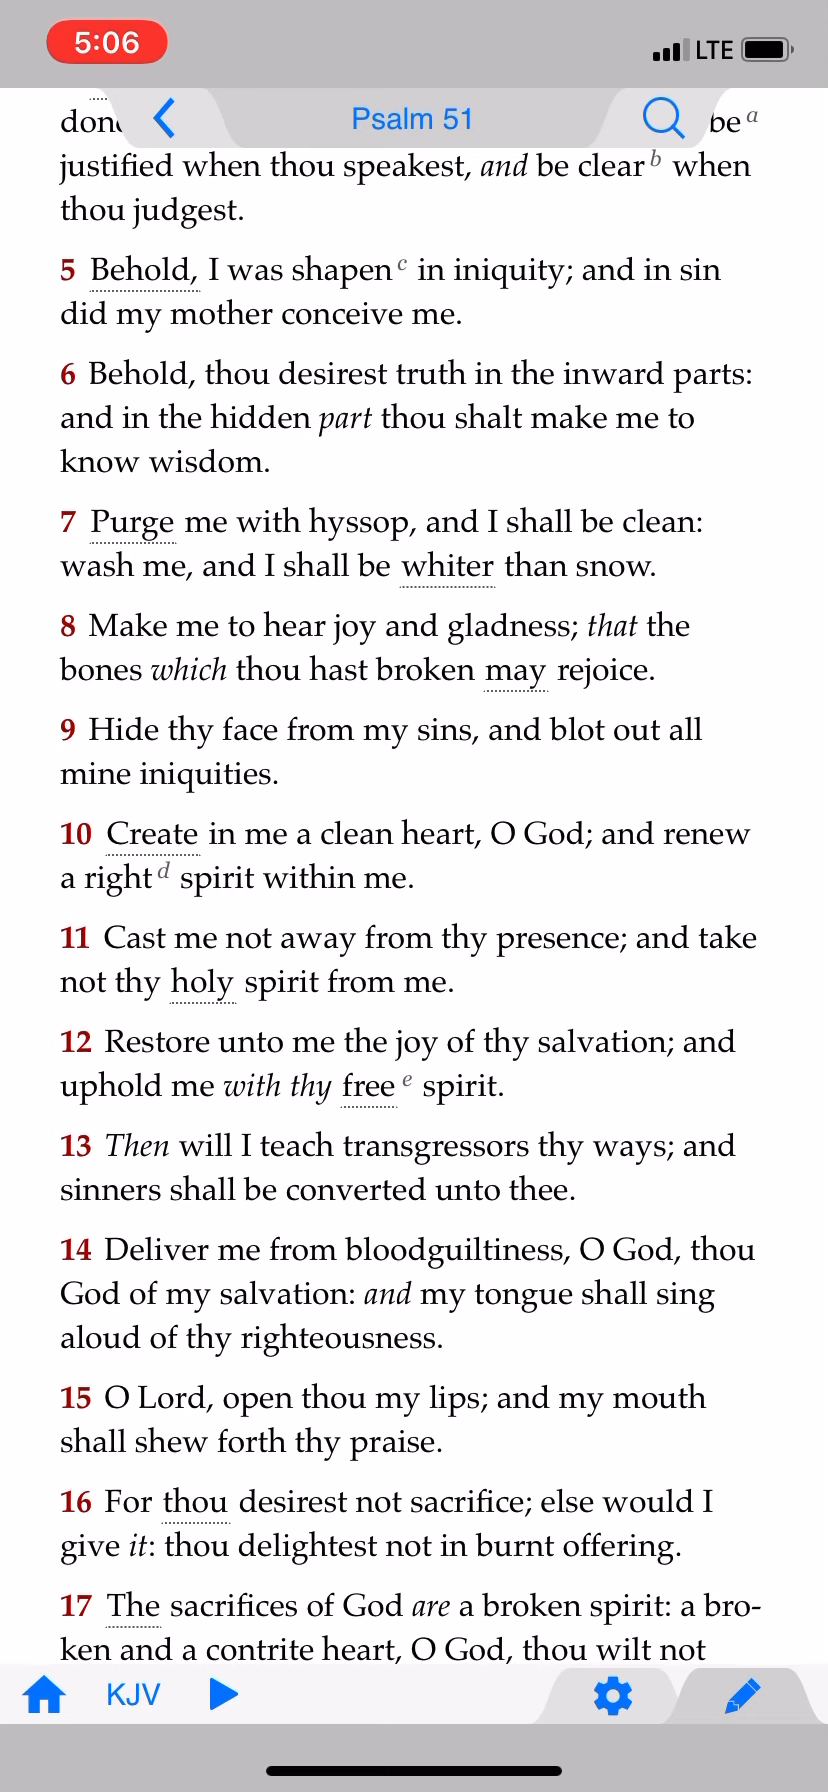 5:06
LTE
Psalm 51
be a
justified when thou speakest, and be clear b when
thou judgest.
5 Behold, I was shapen c in iniquity; and in sin
did my mother conceive me.
6 Behold, thou desirest truth in the inward parts:
and in the hidden part thou shalt make me to
know wisdom.
7 Purge me with hyssop, and I shall be clean:
wash me, and I shall be whiter than snow.
8 Make me to hear joy and gladness; that the
bones which thou hast broken may rejoice.
9 Hide thy face from my sins, and blot out all
mine iniquities.
10 Create in me a clean heart, O God; and renew
a right d spirit within me.
11 Cast me not away from thy presence; and take
not thy holy spirit from me.
12 Restore unto me the joy of thy salvation; and
uphold me with thy free e spirit.
13 Then will I teach transgressors thy ways; and
sinners shall be converted unto thee.
14 Deliver me from bloodguiltiness, O God, thou
God of my salvation: and my tongue shall sing
aloud of thy righteousness.
15 O Lord, open thou my lips; and my mouth
shall shew forth thy praise.
16 For thou desirest not sacrifice; else would I
give it: thou delightest not in burnt offering.
17 The sacrifices of God are a broken spirit: a bro-
ken and a contrite heart, O God, thou wilt not
KJV